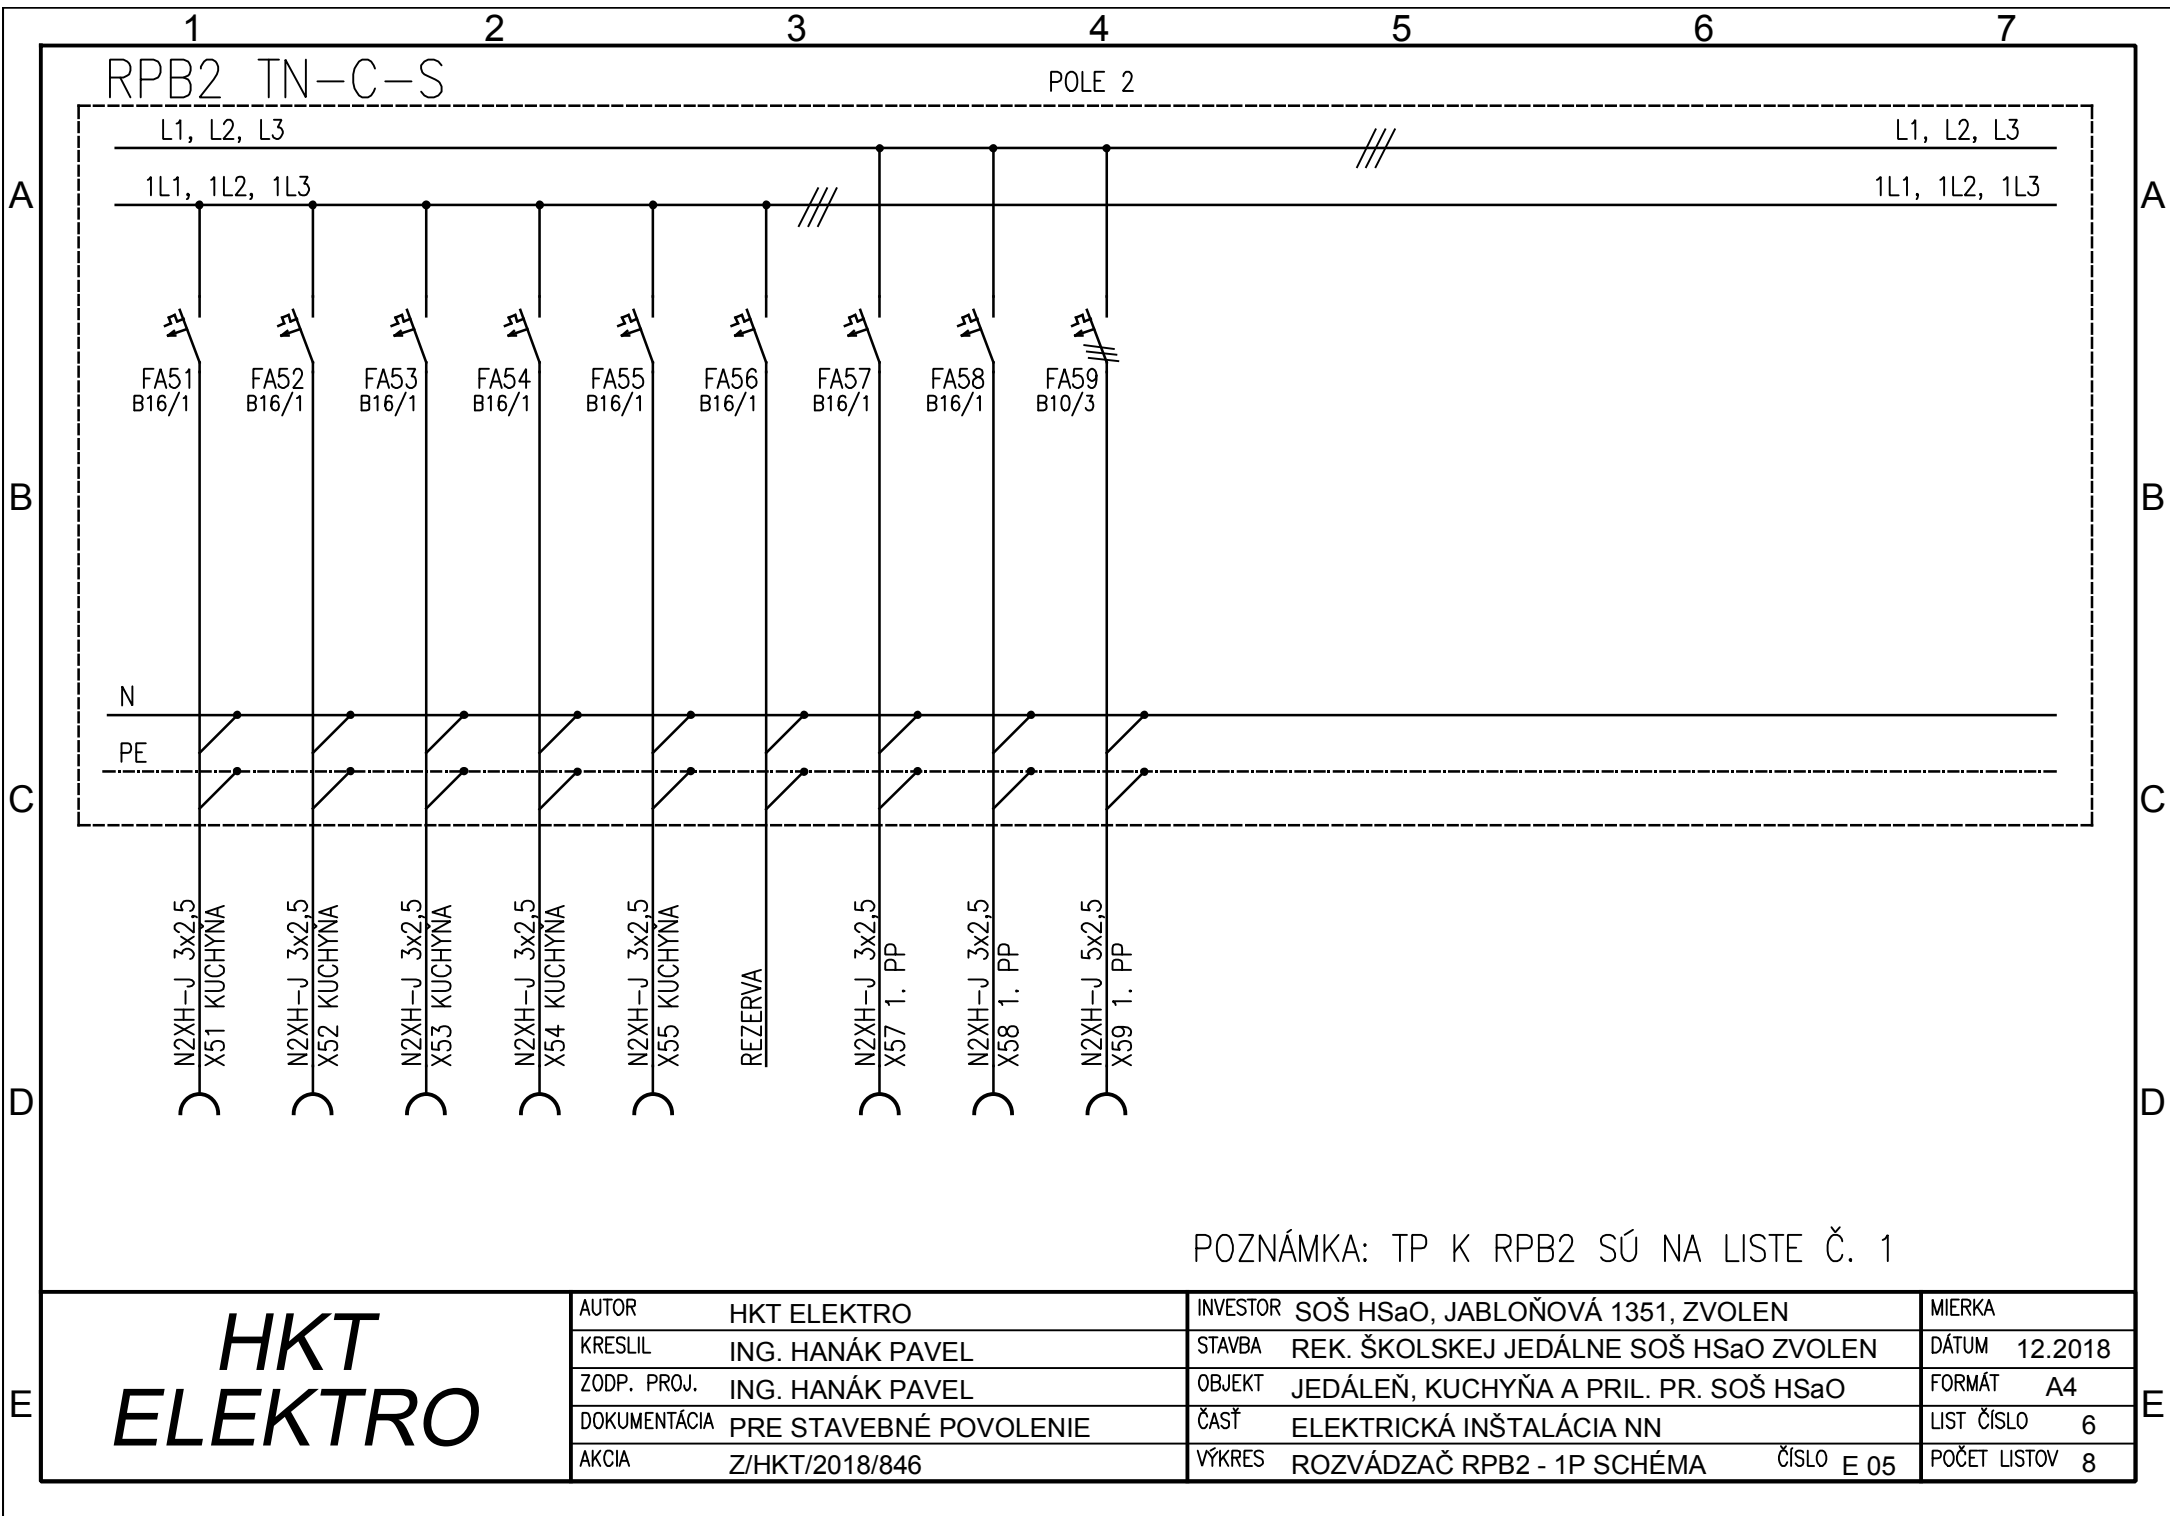 1 2 3 4 5 6 7
RPB2 TN-C-S
POLE 2
L1, L2, L3
L1, L2, L3
A
1L1, 1L2, 1L3
1L1, 1L2, 1L3
A
FA51 FA52 FA53 FA54 FA55 FA56 FA57 FA58 FA59
B16/1 B16/1 B16/1 B16/1 B16/1 B16/1 B16/1 B16/1 B10/3
B
B
N
PE
C
C
N2XH-J 3x2,5
X51 KUCHYŇA
N2XH-J 3x2,5
X52 KUCHYŇA
N2XH-J 3x2,5
X53 KUCHYŇA
N2XH-J 3x2,5
X54 KUCHYŇA
N2XH-J 3x2,5
X55 KUCHYŇA
REZERVA
N2XH-J 3x2,5
X57 1. PP
N2XH-J 3x2,5
X58 1. PP
N2XH-J 5x2,5
X59 1. PP
D
D
POZNÁMKA: TP K RPB2 SÚ NA LISTE Č. 1
HKT
ELEKTRO
AUTOR HKT ELEKTRO
KRESLIL ING. HANÁK PAVEL
ZODP. PROJ. ING. HANÁK PAVEL
DOKUMENTÁCIA PRE STAVEBNÉ POVOLENIE
AKCIA Z/HKT/2018/846
INVESTOR SOŠ HSaO, JABLOŇOVÁ 1351, ZVOLEN
STAVBA REK. ŠKOLSKEJ JEDÁLNE SOŠ HSaO ZVOLEN
OBJEKT JEDÁLEŇ, KUCHYŇA A PRIL. PR. SOŠ HSaO
ČASŤ ELEKTRICKÁ INŠTALÁCIA NN
VÝKRES ROZVÁDZAČ RPB2 - 1P SCHÉMA ČÍSLO E 05
MIERKA
DÁTUM 12.2018
FORMÁT A4
LIST ČÍSLO 6
POČET LISTOV 8
E
E